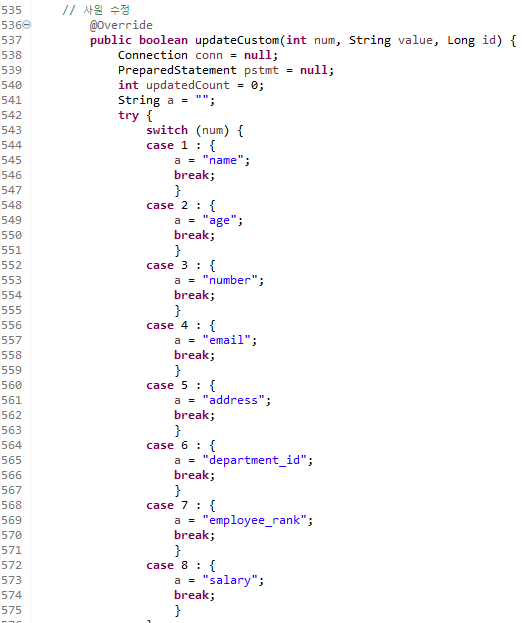 535 // 사원 수정
536 @Override
537 public boolean updateCustom(int num, String value, Long id) {
538 Connection conn = null;
539 PreparedStatement pstmt = null;
540 int updatedCount = 0;
541 String a = "";
542 try {
543 switch (num) {
544 case 1 : {
545 a = "name";
546 break;
547 }
548 case 2 : {
549 a = "age";
550 break;
551 }
552 case 3 : {
553 a = "number";
554 break;
555 }
556 case 4 : {
557 a = "email";
558 break;
559 }
560 case 5 : {
561 a = "address";
562 break;
563 }
564 case 6 : {
565 a = "department_id";
566 break;
567 }
568 case 7 : {
569 a = "employee_rank";
570 break;
571 }
572 case 8 : {
573 a = "salary";
574 break;
575 }